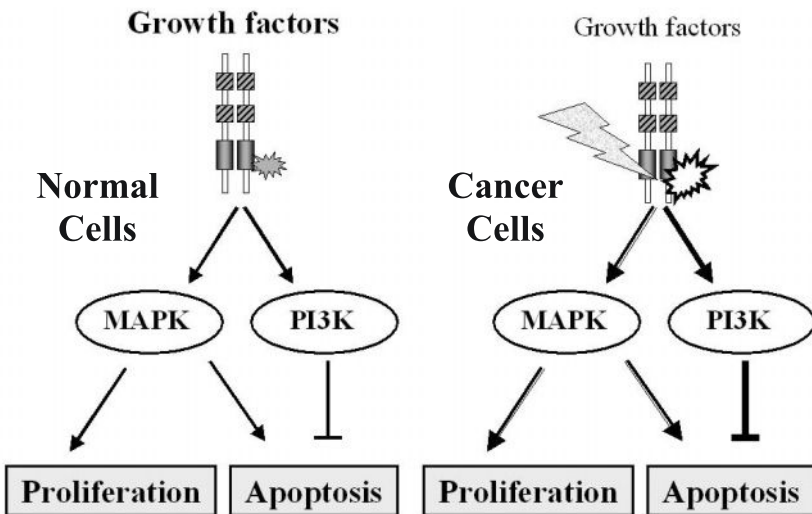 Growth factors
Normal
Cells
MAPK
PI3K
Proliferation
Apoptosis
Growth factors
Cancer
Cells
MAPK
PI3K
Proliferation
Apoptosis